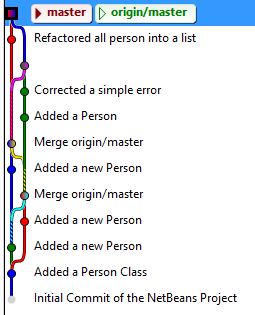 master origin/master
Refactored all person into a list
Corrected a simple error
Added a Person
Merge origin/master
Added a new Person
Merge origin/master
Added a new Person
Added a new Person
Added a Person Class
Initial Commit of the NetBeans Project